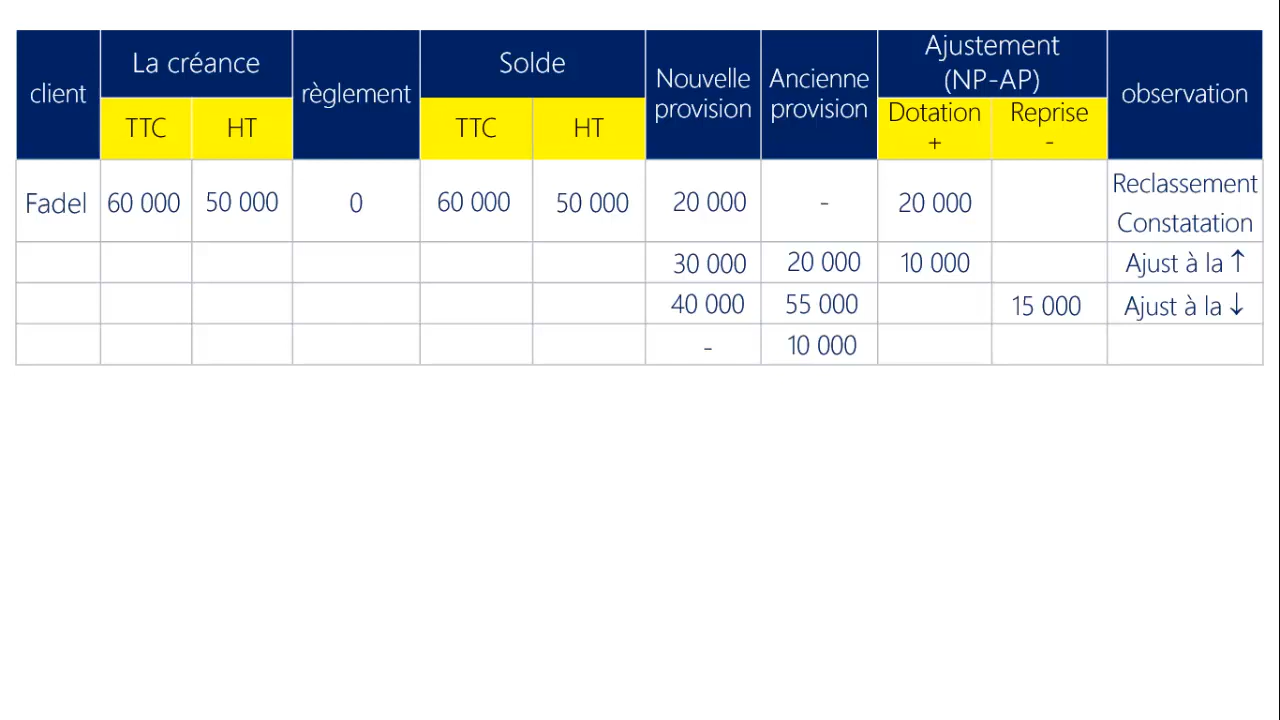 client La créance règlement Solde Nouvelle provision Ancienne provision Ajustement (NP-AP) observation
TTC HT TTC HT Dotation + Reprise -
Fadel 60 000 50 000 0 60 000 50 000 20 000 - 20 000 Reclassement Constatation
30 000 20 000 10 000 Ajust à la ↑
40 000 55 000 15 000 Ajust à la ↓
- 10 000